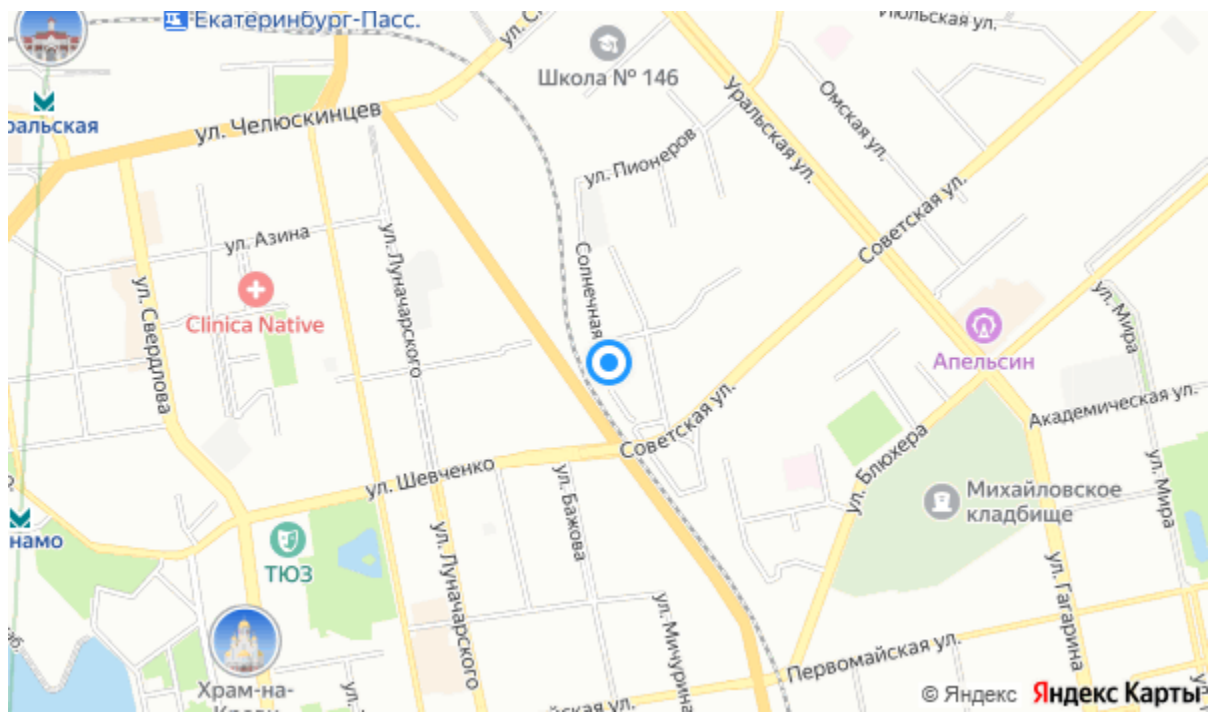 Екатеринбург-Пасс.
Июльская ул.
Школа № 146
Уральская ул.
Омская ул.
ул. Челюскинцев
ул. Пионеров
Советская ул.
ул. Азина
ул. Луначарского
Солнечная
ул. Свердлова
Clinica Native
ул. Мира
Апельсин
Академическая ул.
Советская ул.
ул. Блюхера
ул. Шевченко
ул. Бажова
Михайловское
кладбище
ул. Мира
ТЮЗ
ул. Луначарского
ул. Гагарина
ул. Мичурина
Первомайская ул.
Храм-на-
ул.
© Яндекс Яндекс Карты